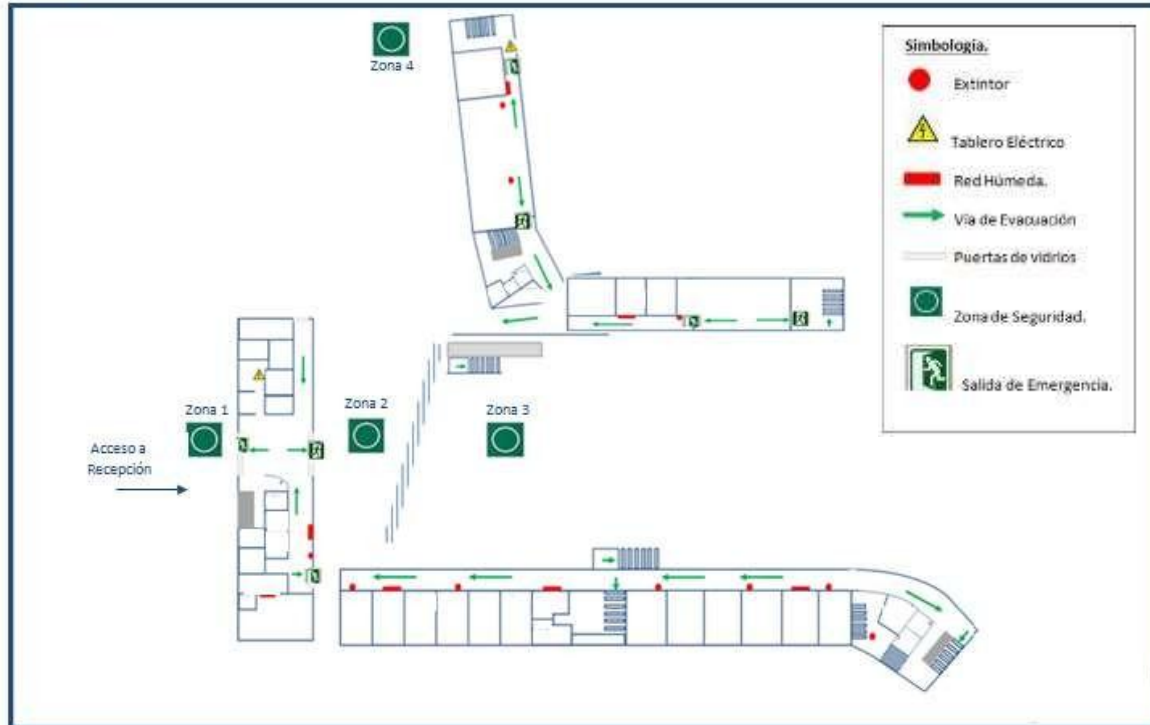 Zona 4
Zona 1
Zona 2
Zona 3
Acceso a
Recepción
Simbología.
Extintor
Tablero Eléctrico
Red Húmeda.
Vía de Evacuación
Puertas de vidrios
Zona de Seguridad.
Salida de Emergencia.